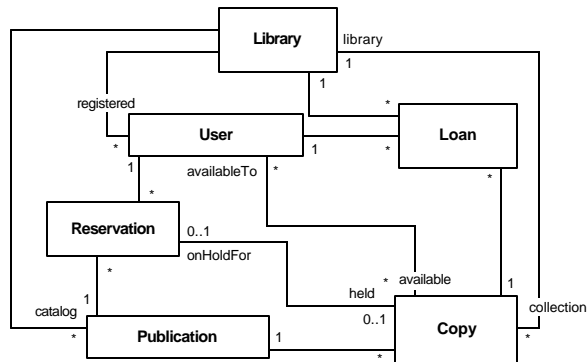 Library
library
1
1
registered
*
*
User
Loan
1
*
1
availableTo
*
*
*
Reservation
0..1
onHoldFor
*
*
available
held
1
1
0..1
collection
catalog
*
Publication
1
Copy
*
*